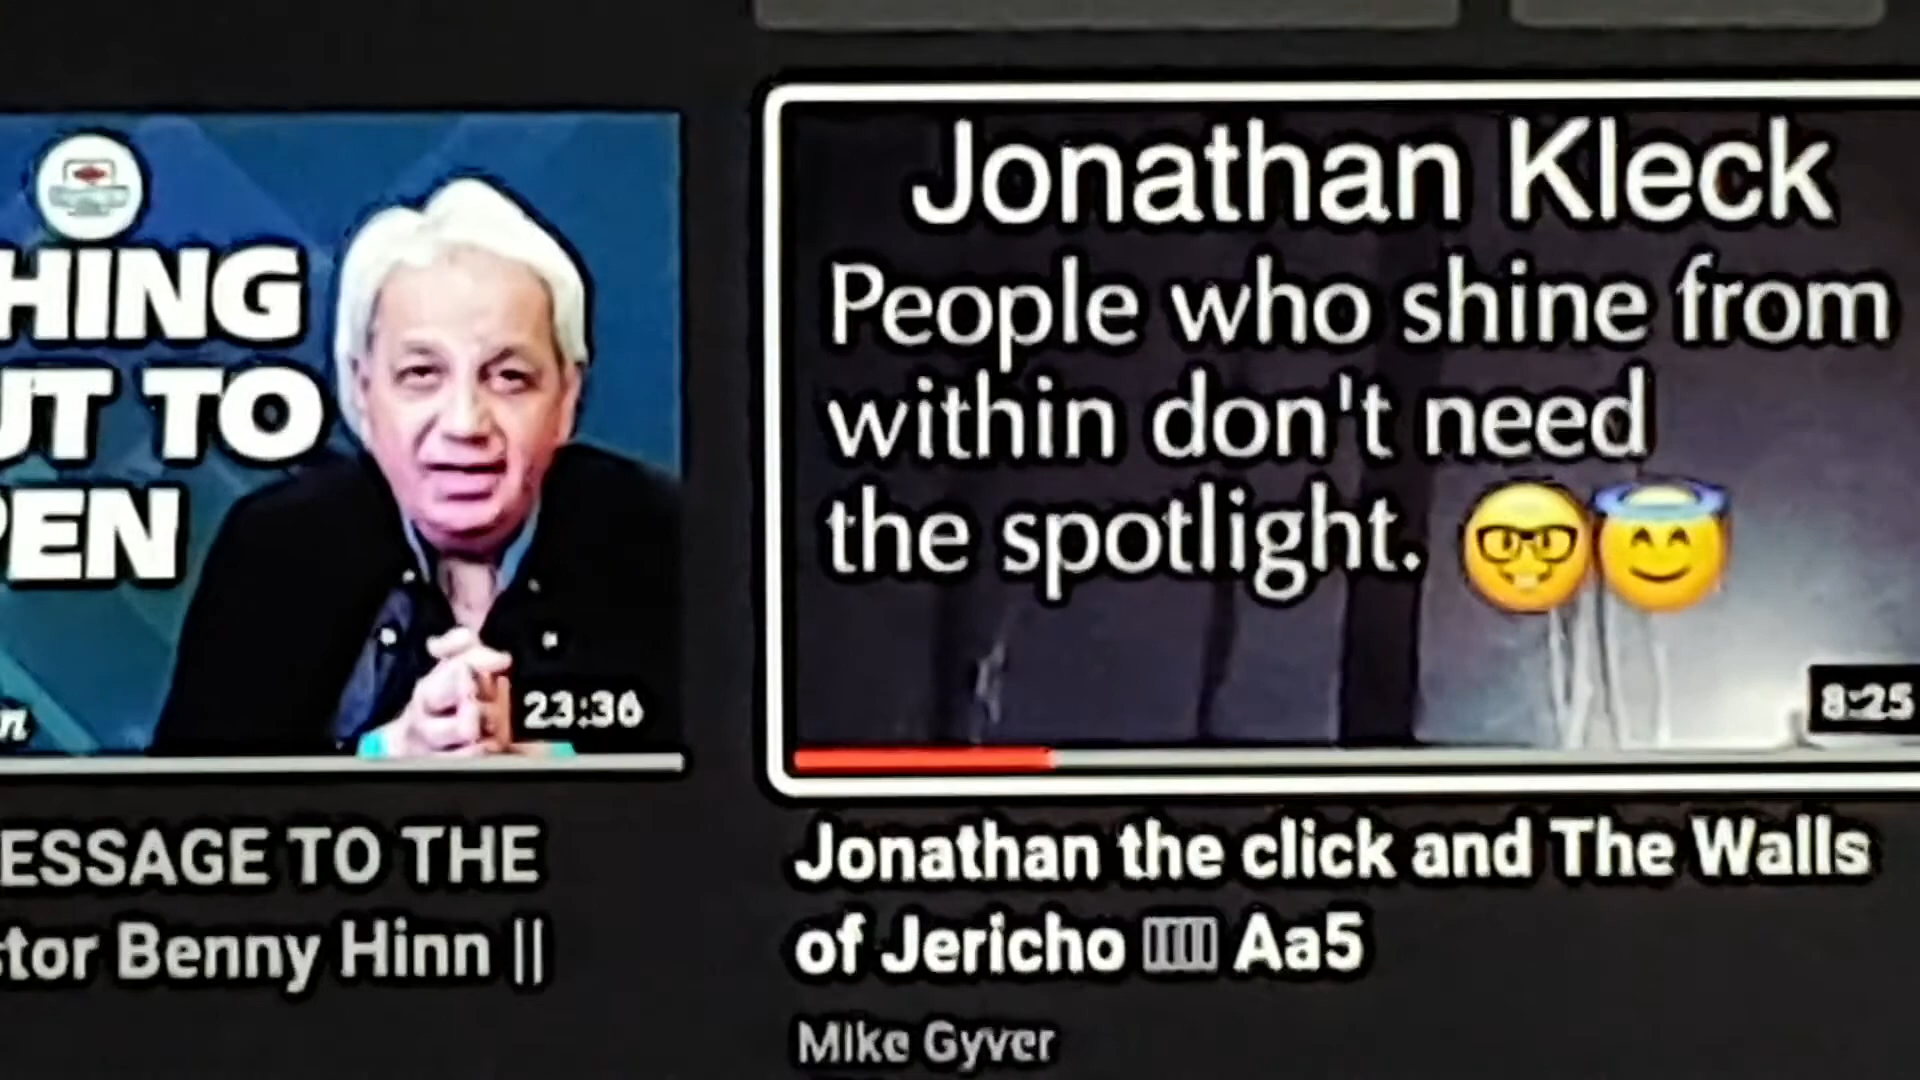 HING
UT TO
PEN
n
23:36
ESSAGE TO THE
stor Benny Hinn ||
Jonathan Kleck
People who shine from
within don't need
the spotlight. 🤓😇
8:25
Jonathan the click and The Walls
of Jericho Aa5
Mike Gyver